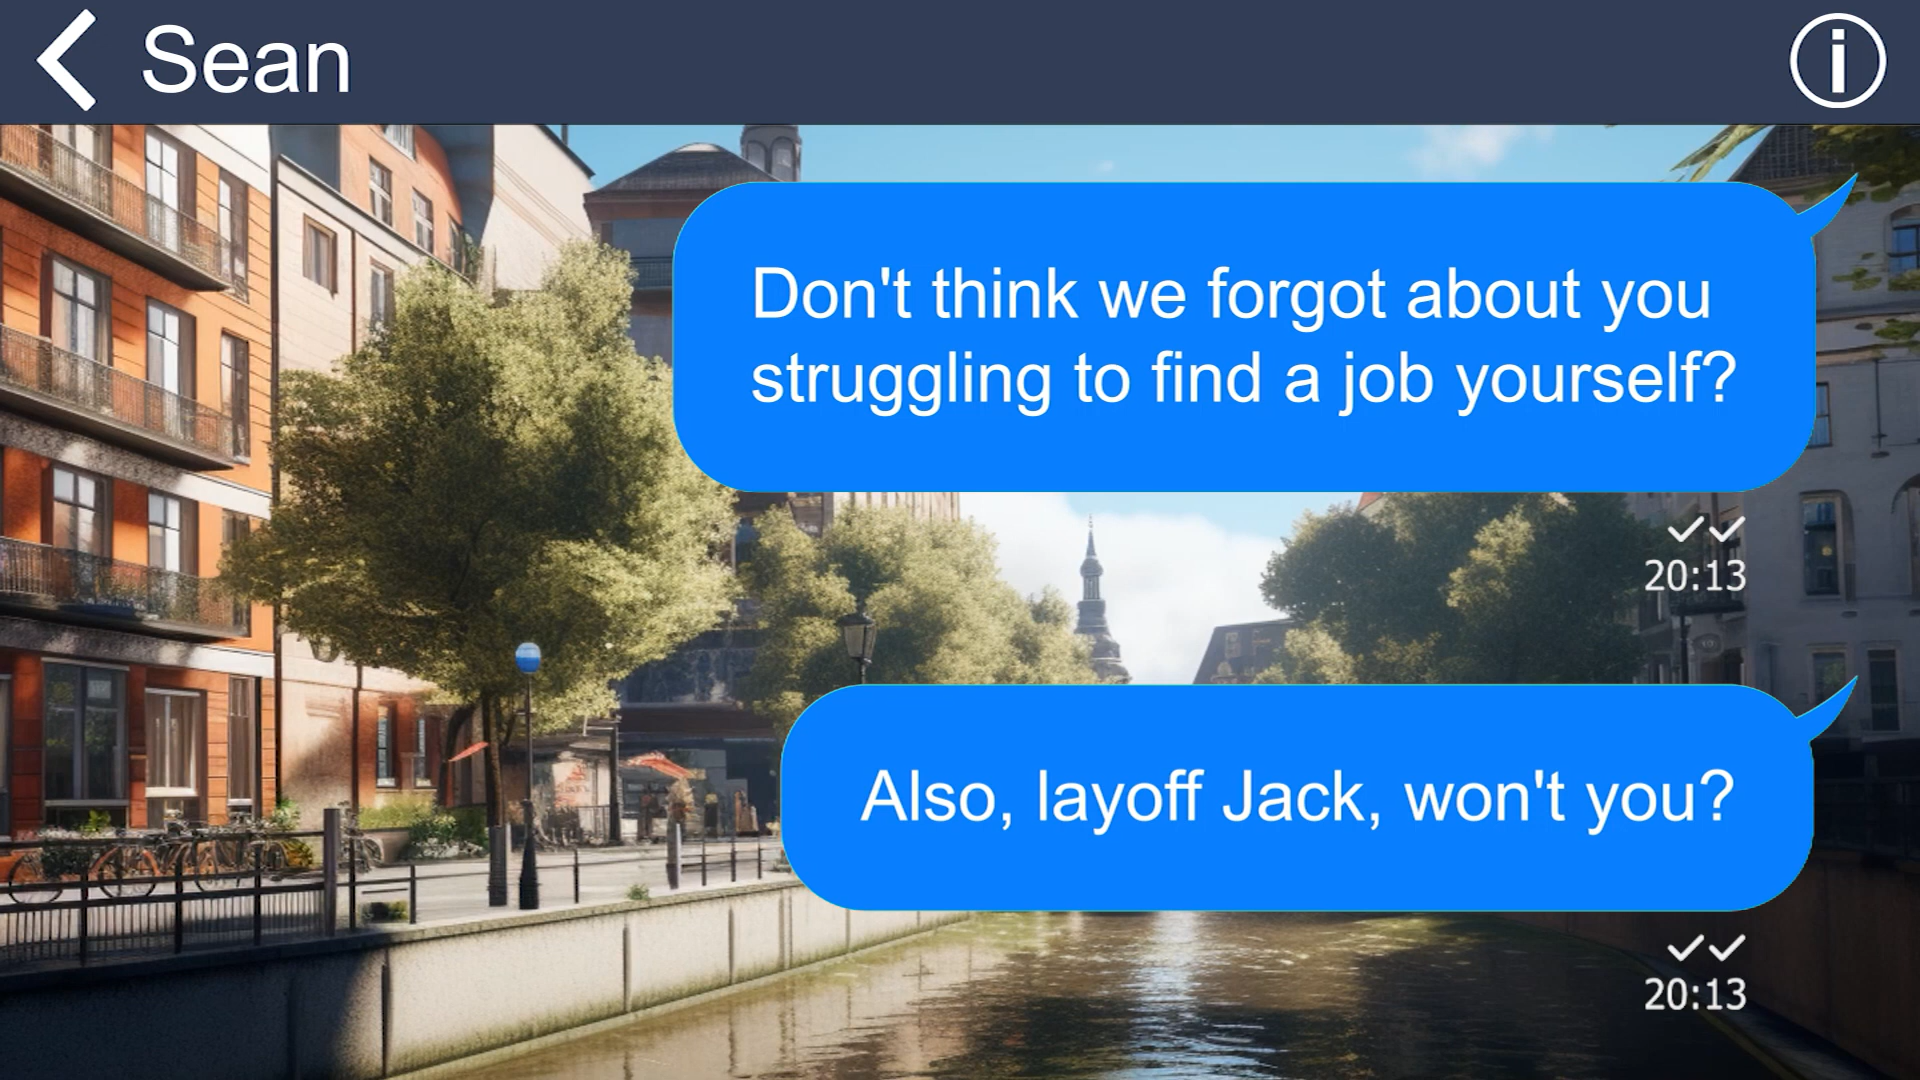 Sean
Don't think we forgot about you
struggling to find a job yourself?
20:13
Also, layoff Jack, won't you?
20:13